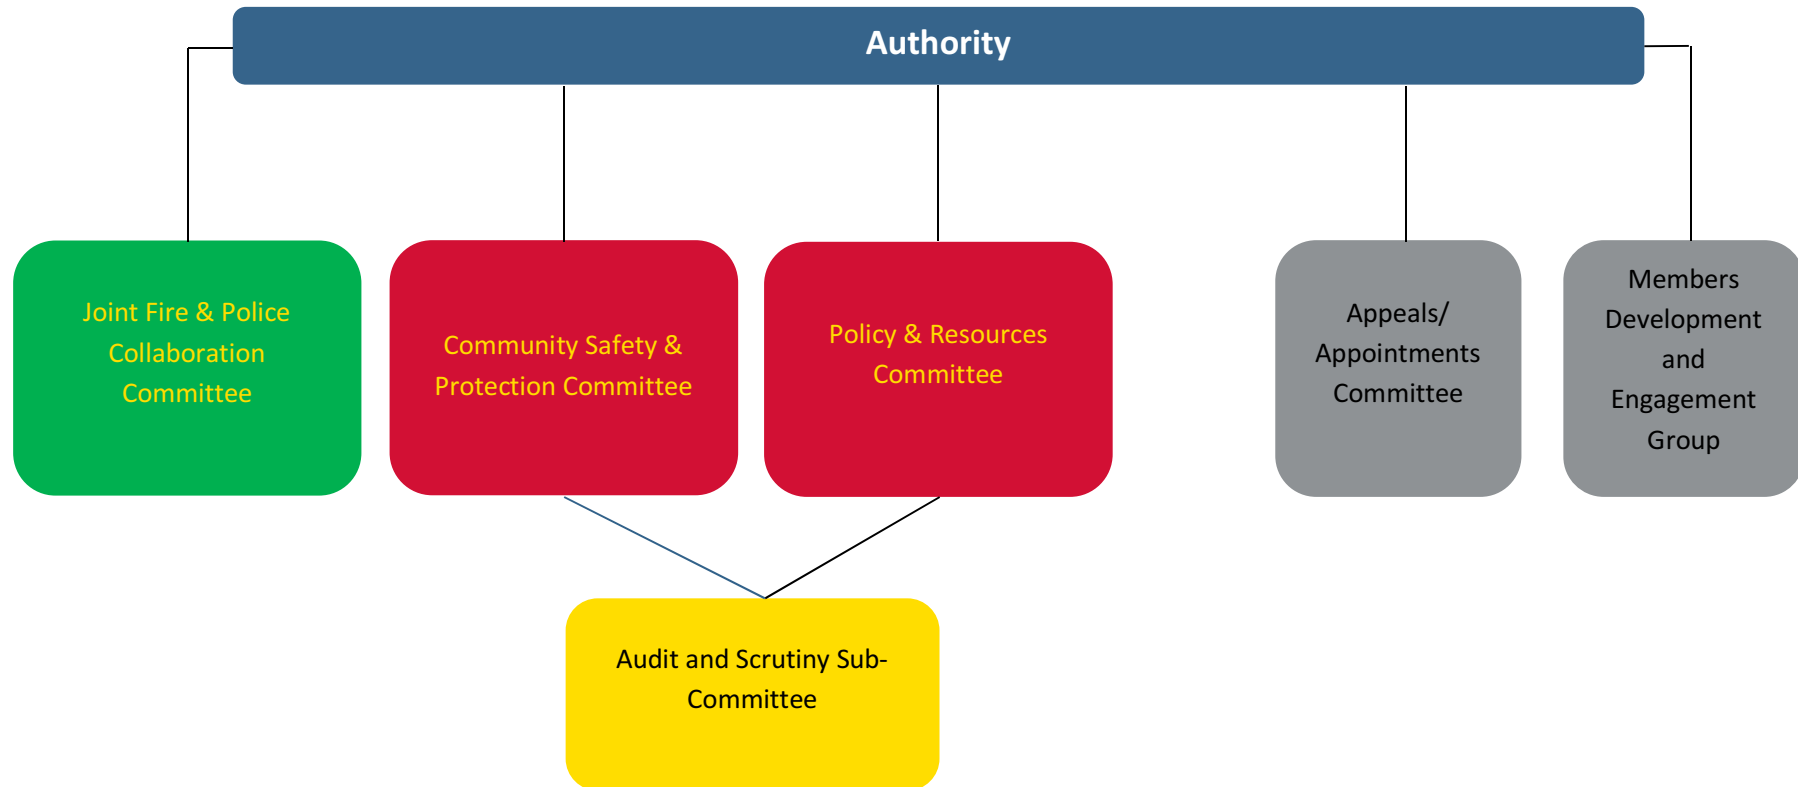 Authority
Joint Fire & Police
Collaboration
Committee
Community Safety &
Protection Committee
Policy & Resources
Committee
Appeals/
Appointments
Committee
Members
Development
and
Engagement
Group
Audit and Scrutiny Sub-
Committee